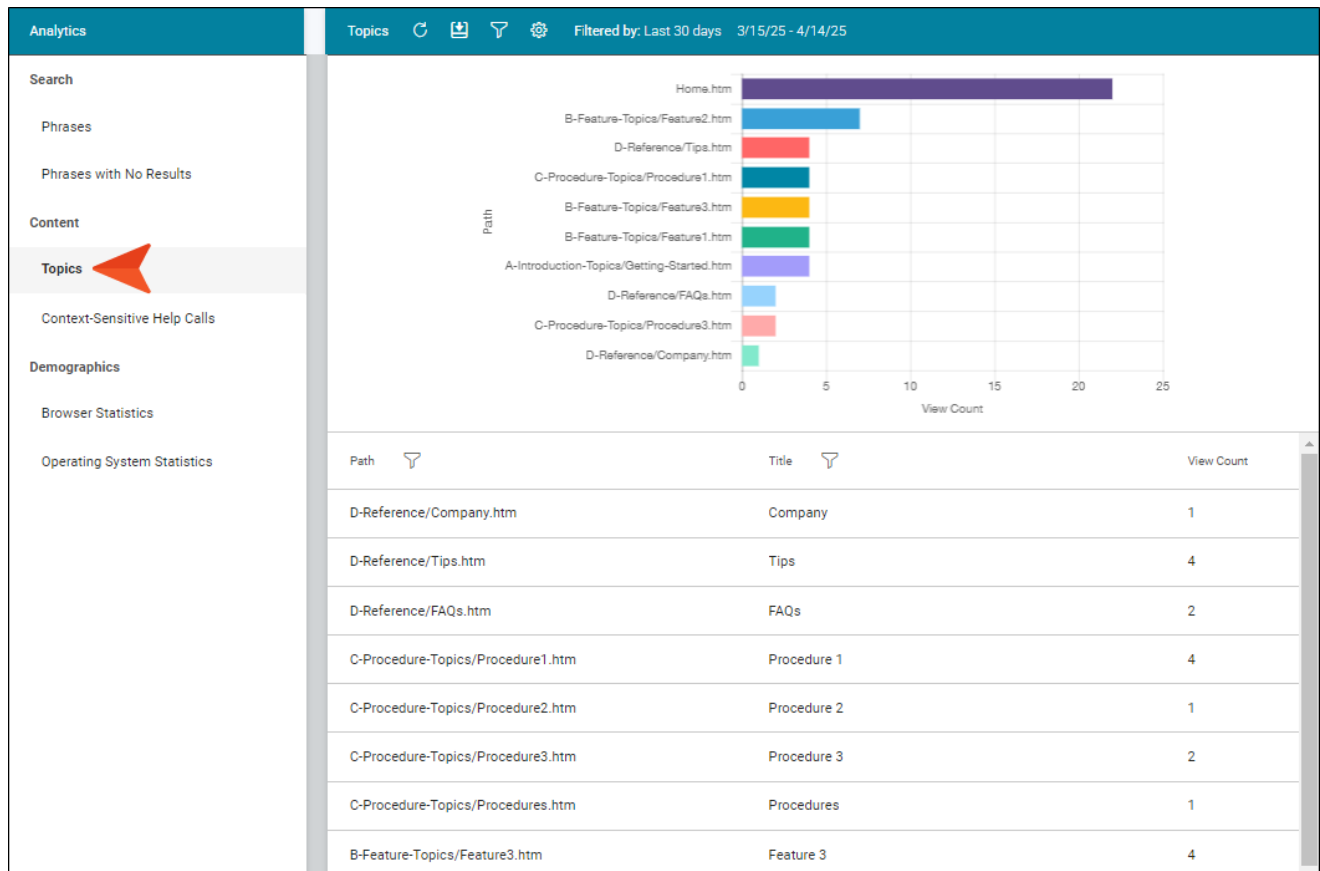 Analytics
Search
Phrases
Phrases with No Results
Content
Topics
Context-Sensitive Help Calls
Demographics
Browser Statistics
Operating System Statistics
Topics Filtered by: Last 30 days 3/15/25 - 4/14/25
Path
Home.htm
B-Feature-Topics/Feature2.htm
D-Reference/Tips.htm
C-Procedure-Topics/Procedure1.htm
B-Feature-Topics/Feature3.htm
B-Feature-Topics/Feature1.htm
A-Introduction-Topics/Getting-Started.htm
D-Reference/FAQs.htm
C-Procedure-Topics/Procedure3.htm
D-Reference/Company.htm
0 5 10 15 20 25
View Count
Path Title View Count
D-Reference/Company.htm Company 1
D-Reference/Tips.htm Tips 4
D-Reference/FAQs.htm FAQs 2
C-Procedure-Topics/Procedure1.htm Procedure 1 4
C-Procedure-Topics/Procedure2.htm Procedure 2 1
C-Procedure-Topics/Procedure3.htm Procedure 3 2
C-Procedure-Topics/Procedures.htm Procedures 1
B-Feature-Topics/Feature3.htm Feature 3 4